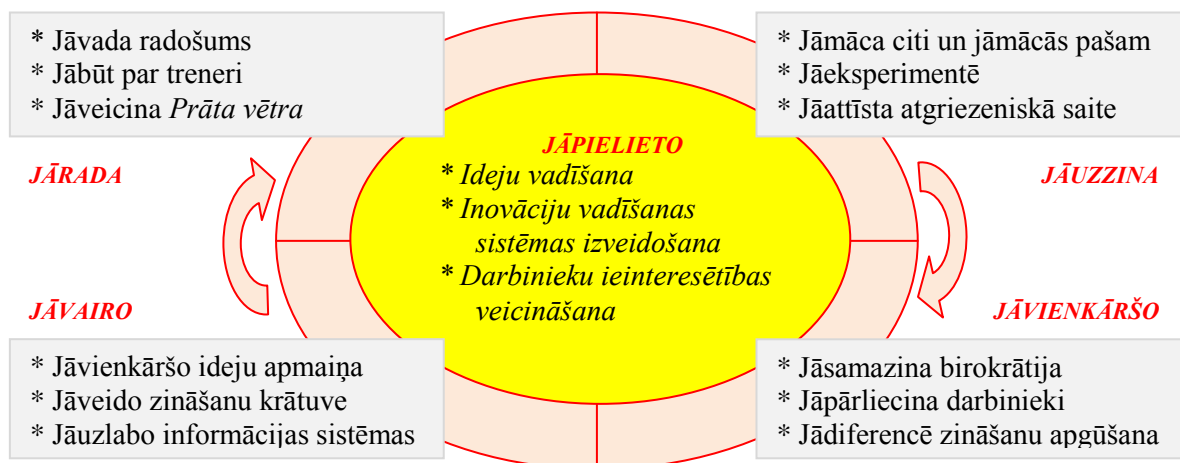 * Jāvada radošums
* Jābūt par treneri
* Jāveicina Prāta vētra
* Jāmāca citi un jāmācās pašam
* Jāeksperimentē
* Jāattīsta atgriezeniskā saite
JĀRADA
JĀUZZINA
JĀPIELIETO
* Ideju vadīšana
* Inovāciju vadīšanas
sistēmas izveidošana
* Darbinieku ieinteresētības
veicināšana
JĀVAIRO
JĀVIENKĀRŠO
* Jāvienkāršo ideju apmaiņa
* Jāveido zināšanu krātuve
* Jāuzlabo informācijas sistēmas
* Jāsamazina birokrātija
* Jāpārliecina darbinieki
* Jādiferencē zināšanu apgūšana